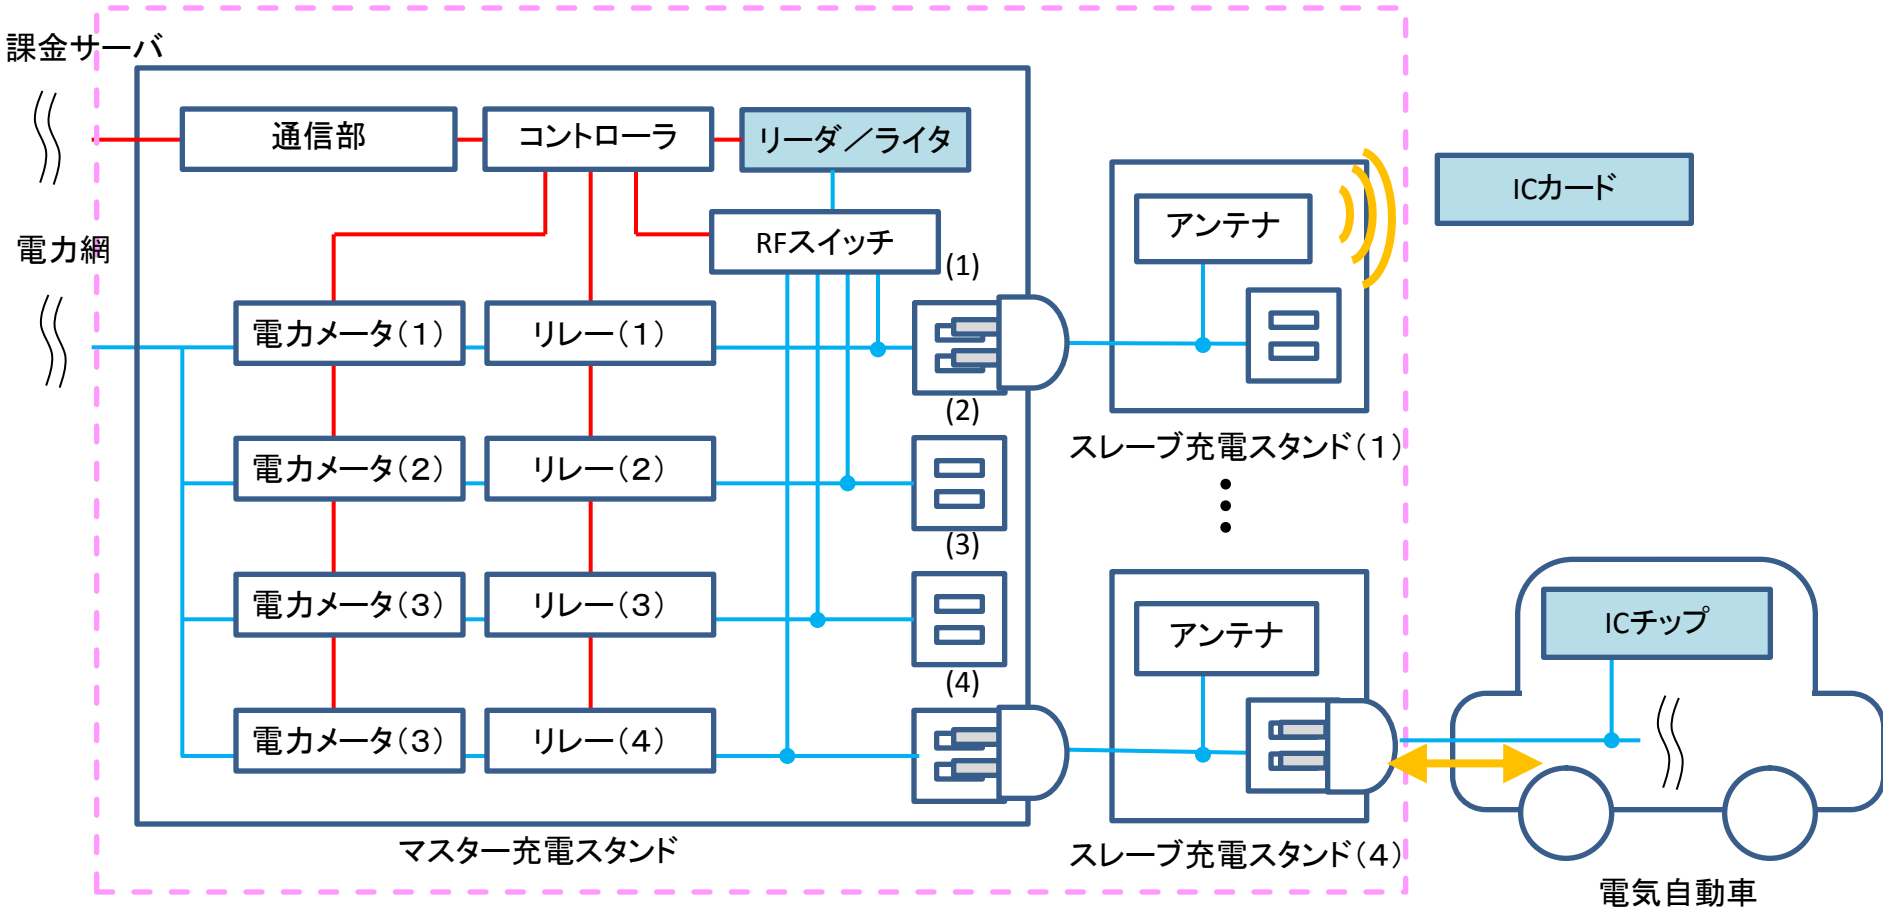 課金サーバ
通信部
コントローラ
リーダ／ライタ
ICカード
アンテナ
電力網
RFスイッチ
(1)
電力メータ(1)
リレー(1)
(2)
スレーブ充電スタンド(1)
電力メータ(2)
リレー(2)
(3)
電力メータ(3)
リレー(3)
アンテナ
ICチップ
(4)
電力メータ(3)
リレー(4)
マスター充電スタンド
スレーブ充電スタンド(4)
電気自動車